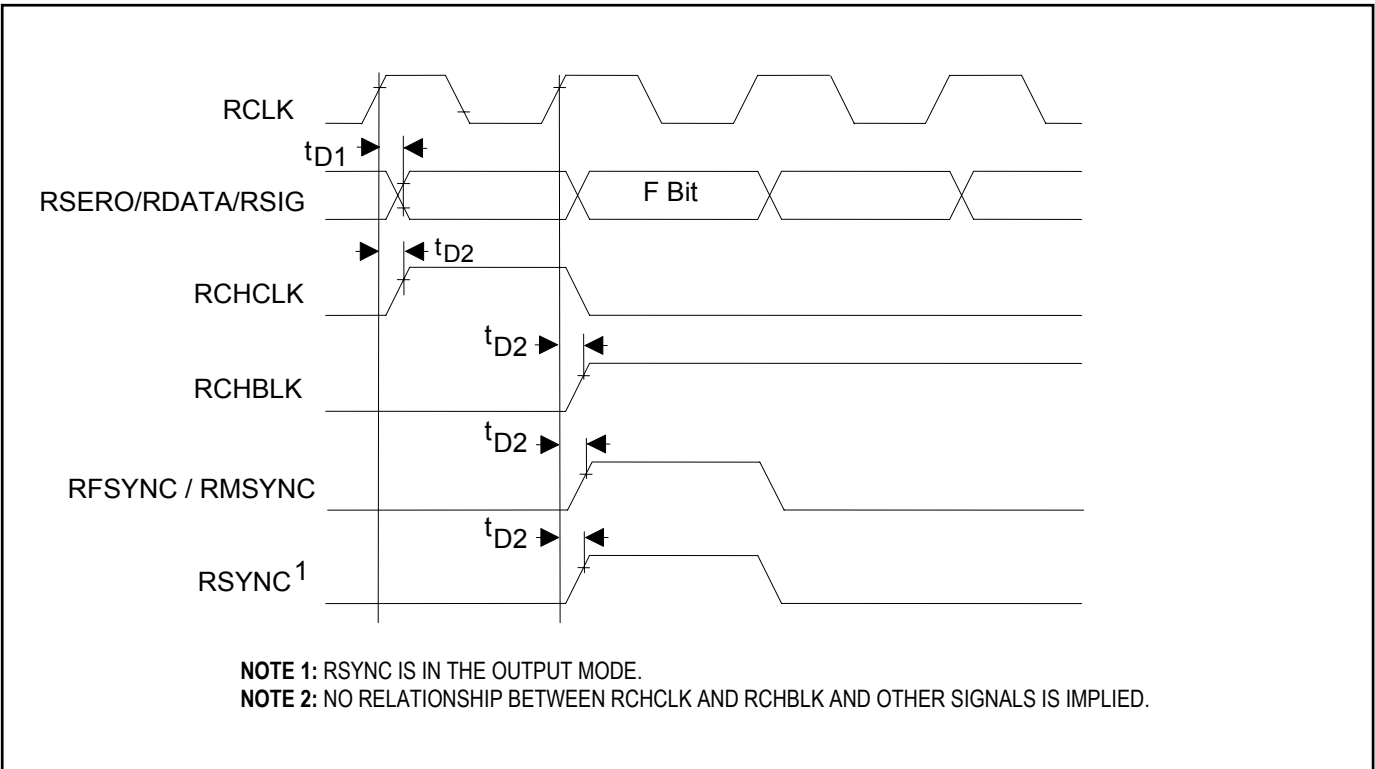 RCLK
tD1
RSERO/RDATA/RSIG
F Bit
tD2
RCHCLK
tD2
RCHBLK
tD2
RFSYNC / RMSYNC
tD2
RSYNC1
NOTE 1: RSYNC IS IN THE OUTPUT MODE.
NOTE 2: NO RELATIONSHIP BETWEEN RCHCLK AND RCHBLK AND OTHER SIGNALS IS IMPLIED.